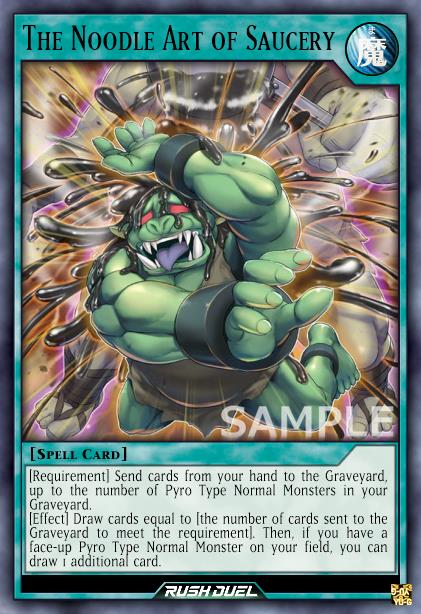 The Noodle Art of Saucery
ま
魔
SAMPLE
[Spell Card]
[Requirement] Send cards from your hand to the Graveyard,
up to the number of Pyro Type Normal Monsters in your
Graveyard.
[Effect] Draw cards equal to [the number of cards sent to the
Graveyard to meet the requirement]. Then, if you have a
face-up Pyro Type Normal Monster on your field, you can
draw 1 additional card.
RUSH DUEL